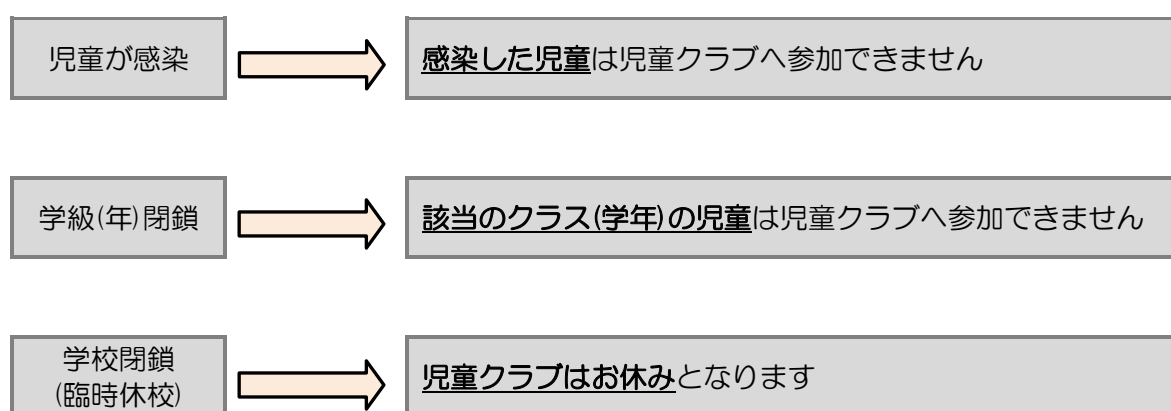 児童が感染
感染した児童は児童クラブへ参加できません
学級(年)閉鎖
該当のクラス(学年)の児童は児童クラブへ参加できません
学校閉鎖
(臨時休校)
児童クラブはお休みとなります